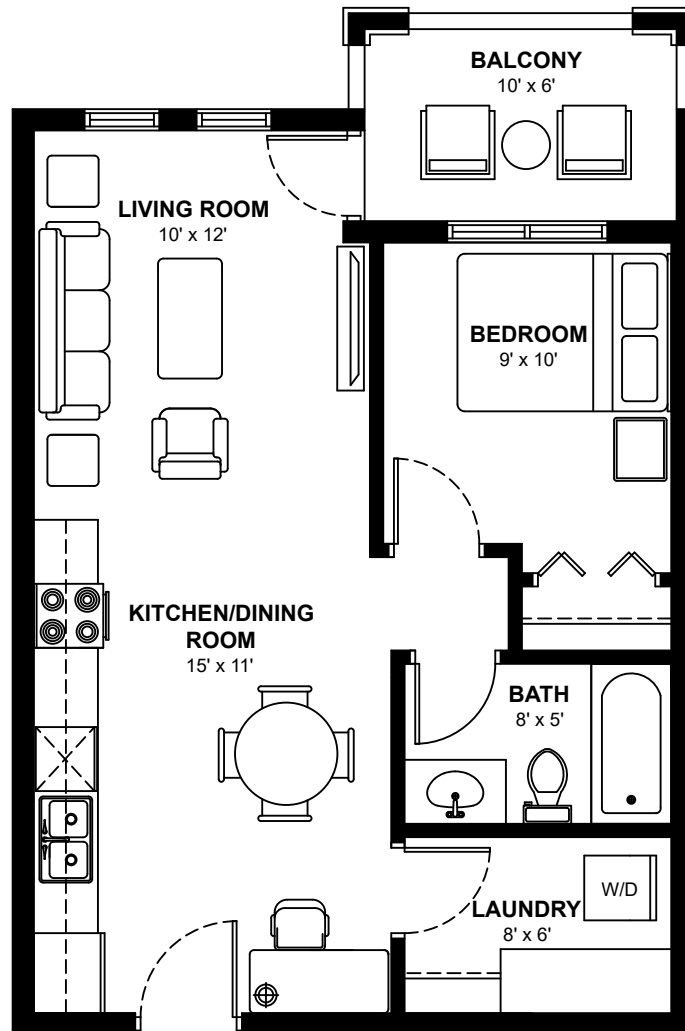 BALCONY
10' x 6'
LIVING ROOM
10' x 12'
BEDROOM
9' x 10'
KITCHEN/DINING
ROOM
15' x 11'
BATH
8' x 5'
W/D
LAUNDRY
8' x 6'